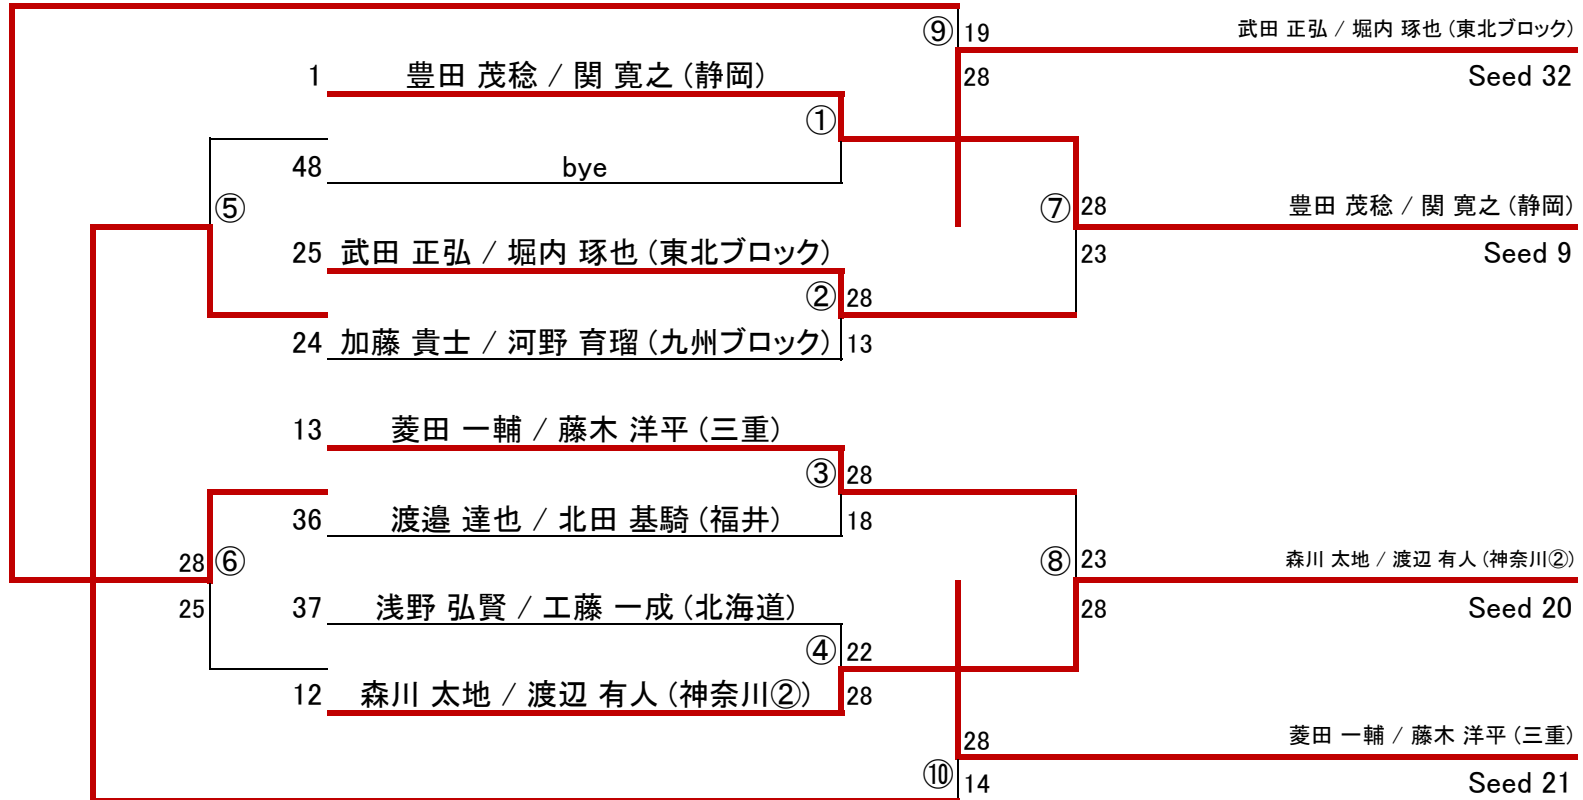 ⑨ 19 武田 正弘 / 堀内 琢也 (東北ブロック)
1 豊田 茂稔 / 関 寛之 (静岡) 28 Seed 32
①
48 bye
⑤ ⑦ 28 豊田 茂稔 / 関 寛之 (静岡)
25 武田 正弘 / 堀内 琢也 (東北ブロック) 23 Seed 9
② 28
24 加藤 貴士 / 河野 育瑠 (九州ブロック) 13
13 菱田 一輔 / 藤木 洋平 (三重)
③ 28
36 渡邉 達也 / 北田 基騎 (福井) 18
28 ⑥ ⑧ 23 森川 太地 / 渡辺 有人 (神奈川②)
25 37 浅野 弘賢 / 工藤 一成 (北海道) 28 Seed 20
④ 22
12 森川 太地 / 渡辺 有人 (神奈川②) 28
28 菱田 一輔 / 藤木 洋平 (三重)
⑩ 14 Seed 21